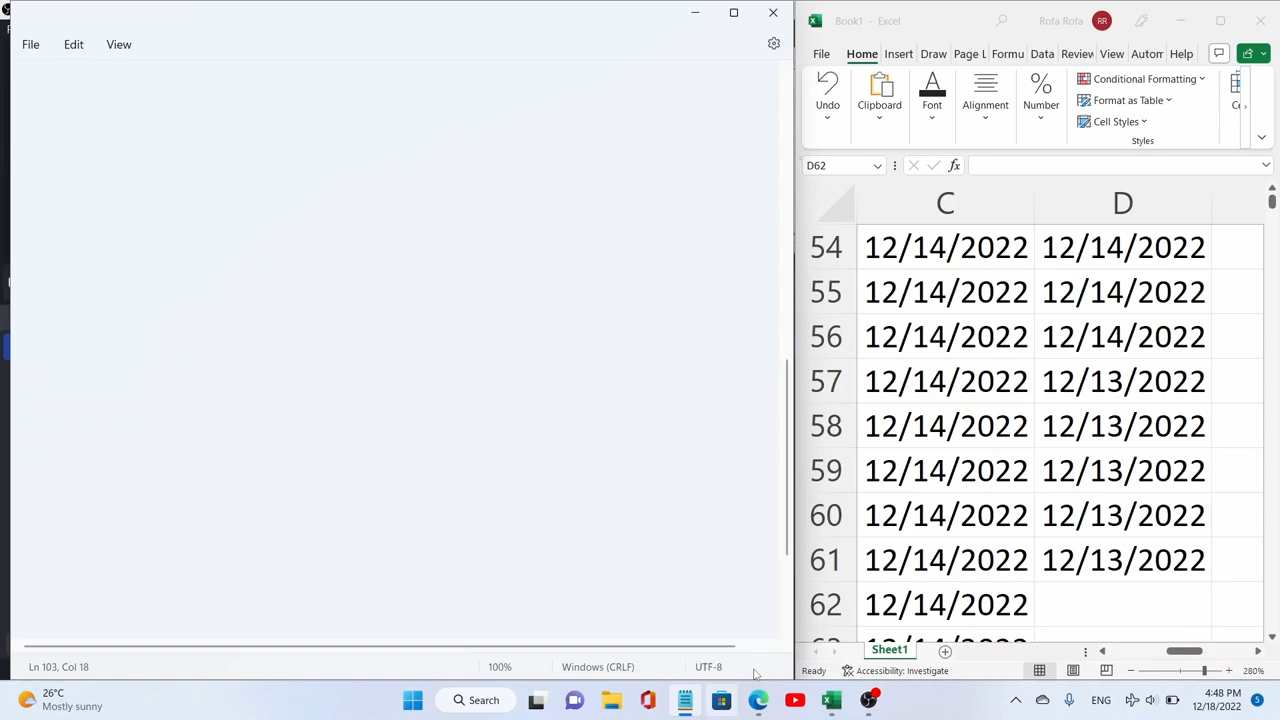 File Edit View
Ln 103, Col 18 100% Windows (CRLF) UTF-8
Book1 - Excel Rofa Rofa RR
File Home Insert Draw Page L Formu Data Review View Autom Help
Undo Clipboard Font Alignment Number
Conditional Formatting
Format as Table
Cell Styles
Styles
D62 fx
C D
54 12/14/2022 12/14/2022
55 12/14/2022 12/14/2022
56 12/14/2022 12/14/2022
57 12/14/2022 12/13/2022
58 12/14/2022 12/13/2022
59 12/14/2022 12/13/2022
60 12/14/2022 12/13/2022
61 12/14/2022 12/13/2022
62 12/14/2022
Sheet1
Ready Accessibility: Investigate 280%
26°C
Mostly sunny
Search
ENG
4:48 PM
12/18/2022
5